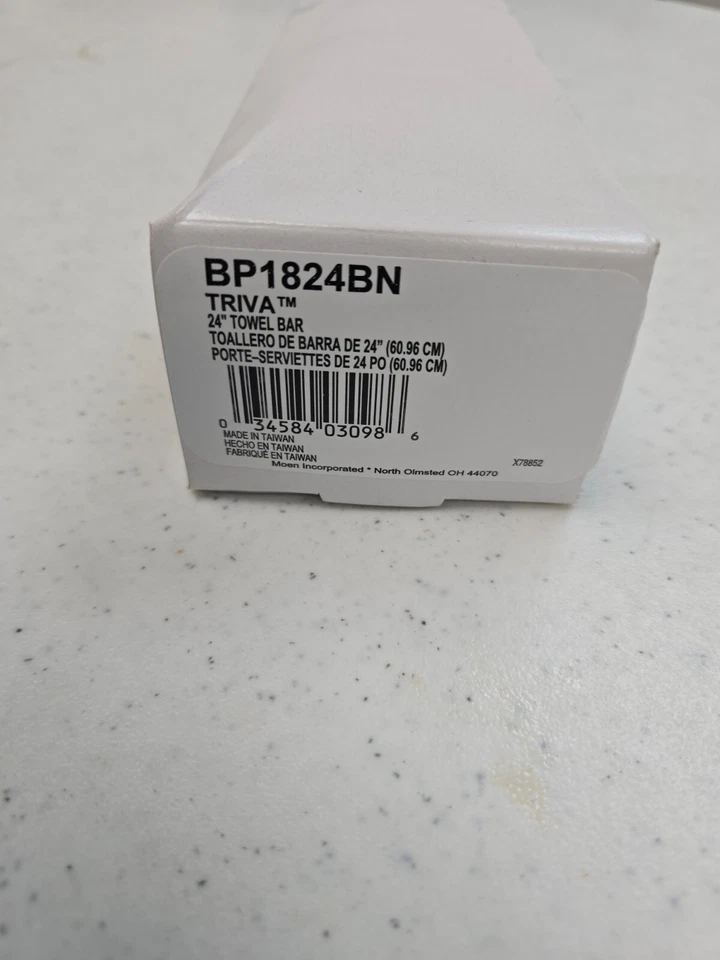 BP1824BN
TRIVA™
24" TOWEL BAR
TOALLERO DE BARRA DE 24” (60.96 CM)
PORTE–SERVIETTES DE 24 PO (60.96 CM)
0 34584 03098 6
MADE IN TAIWAN
HECHO EN TAIWAN
FABRIQUÉ EN TAIWAN
Moen Incorporated * North Olmsted OH 44070
X78852